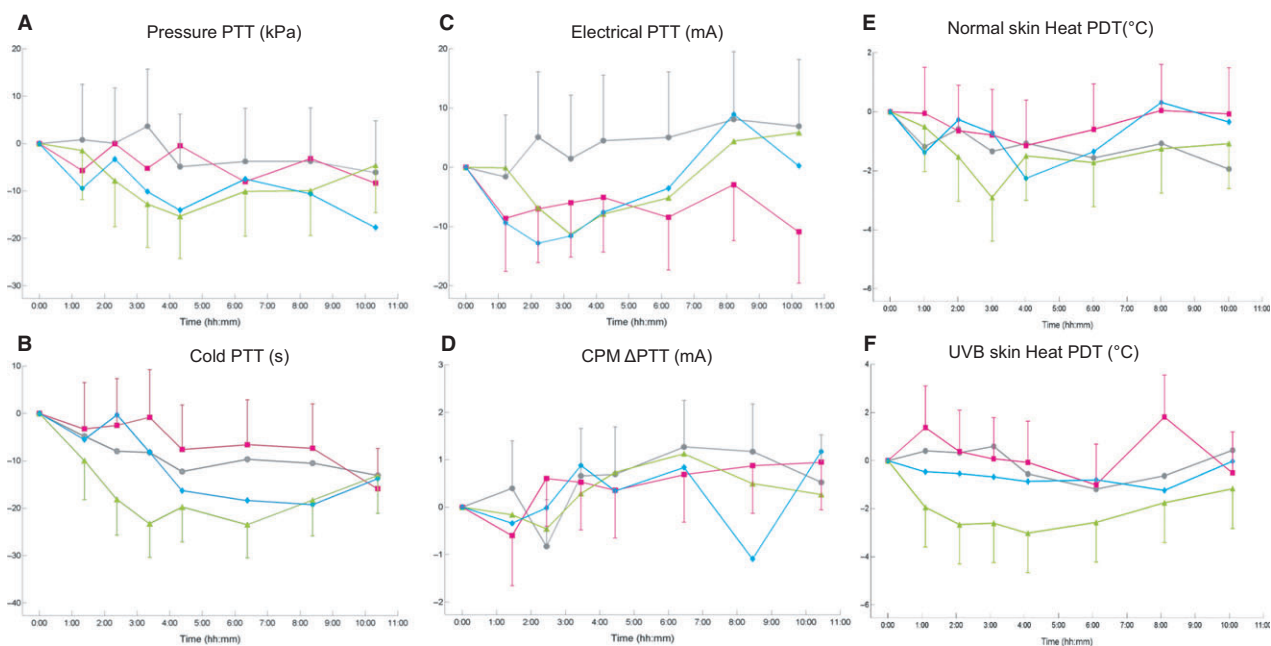 A
Pressure PTT (kPa)
20
10
0
–10
–20
–30
0:00 1:00 2:00 3:00 4:00 5:00 6:00 7:00 8:00 9:00 10:00 11:00
Time (hh:mm)
B
Cold PTT (s)
10
0
–10
–20
–30
–40
0:00 1:00 2:00 3:00 4:00 5:00 6:00 7:00 8:00 9:00 10:00 11:00
Time (hh:mm)
C
Electrical PTT (mA)
20
10
0
–10
–20
0:00 1:00 2:00 3:00 4:00 5:00 6:00 7:00 8:00 9:00 10:00 11:00
Time (hh:mm)
D
CPM ΔPTT (mA)
3
2
1
0
–1
–2
0:00 1:00 2:00 3:00 4:00 5:00 6:00 7:00 8:00 9:00 10:00 11:00
Time (hh:mm)
E
Normal skin Heat PDT(°C)
2
0
–2
–4
–6
0:00 1:00 2:00 3:00 4:00 5:00 6:00 7:00 8:00 9:00 10:00 11:00
Time (hh:mm)
F
UVB skin Heat PDT (°C)
4
2
0
–2
–4
–6
0:00 1:00 2:00 3:00 4:00 5:00 6:00 7:00 8:00 9:00 10:00 11:00
Time (hh:mm)